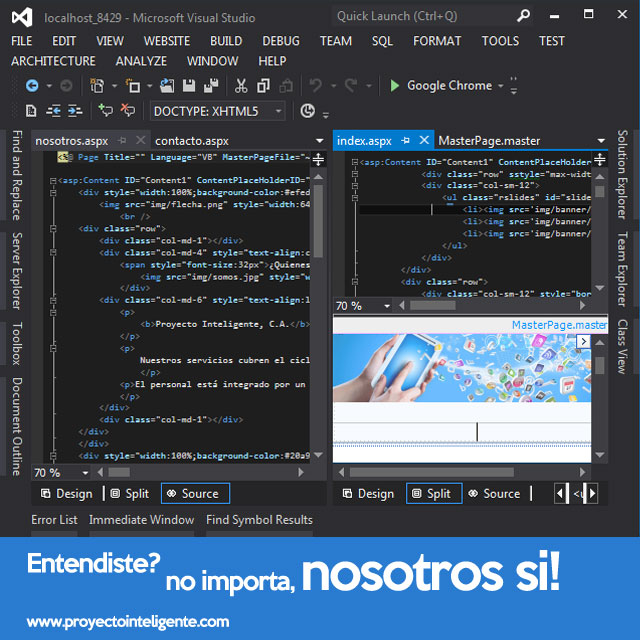 localhost_8429 - Microsoft Visual Studio
Quick Launch (Ctrl+Q)
FILE EDIT VIEW WEBSITE BUILD DEBUG TEAM SQL FORMAT TOOLS TEST
ARCHITECTURE ANALYZE WINDOW HELP
Google Chrome
DOCTYPE: XHTML5
Find and Replace
Server Explorer
Toolbox
Document Outline
nosotros.aspx contacto.aspx
<%@ Page Title="" Language="VB" MasterPageFile="~
<asp:Content ID="Content1" ContentPlaceHolderID="
<div style="width:100%;background-color:#efed
<img src="img/flecha.png" style="width:64
<br />
<div class="row">
<div class="col-md-1"></div>
<div class="col-md-4" style="text-align:c
<span style="font-size:32px">¿Quienes
<img src="img/somos.jpg" style="w
</div>
<div class="col-md-6" style="text-align:l
<p>
<b>Proyecto Inteligente, C.A.</b>
</p>
<p>
Nuestros servicios cubren el cicl
</p>
<p>El personal está integrado por un
</p>
</div>
<div class="col-md-1"></div>
</div>
</div>
<div style="width:100%;background-color:#20a9
70 %
Design Split Source
index.aspx MasterPage.master
<asp:Content ID="Content1" ContentPlaceHolder
<div class="row" sytle="max-widt
<div class="col-sm-12">
<ul class="rslides" id="slide
<li><img src='img/banner/
<li><img src='img/banner/
<li><img src='img/banner/
</ul>
</div>
</div>
<div class="row">
<div class="col-sm-12" style="bor
70 %
MasterPage.master
Design Split Source <u
Solution Explorer
Team Explorer
Class View
Error List Immediate Window Find Symbol Results
Entendiste?
no importa, nosotros si!
www.proyectointeligente.com